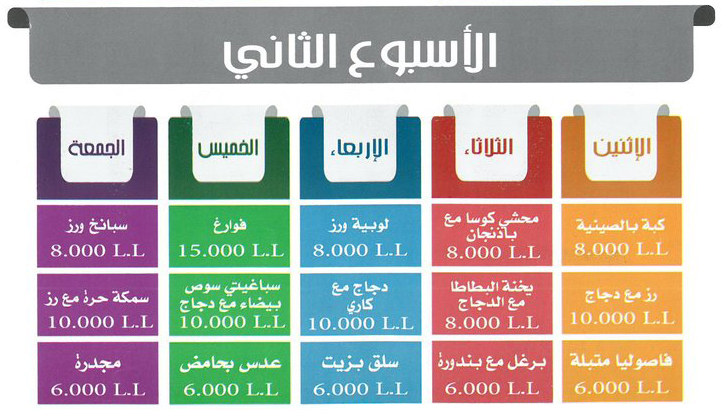 الأسبوع الثاني
الإثنين
كبة بالصينية
8.000 L.L
رز مع دجاج
10.000 L.L
فاصوليا متبلة
6.000 L.L
الثلاثاء
محشي كوسا مع
باذنجان
8.000 L.L
يخنة البطاطا
مع الدجاج
8.000 L.L
برغل مع بندورة
6.000 L.L
الإربعاء
لوبية ورز
8.000 L.L
دجاج مع
كاري
10.000 L.L
سلق بزيت
6.000 L.L
الخميس
فوارغ
15.000 L.L
سباغيتي سوص
بيضاء مع دجاج
10.000 L.L
عدس بحامض
6.000 L.L
الجمعة
سبانخ ورز
8.000 L.L
سمكة حرة مع رز
10.000 L.L
مجدرة
6.000 L.L